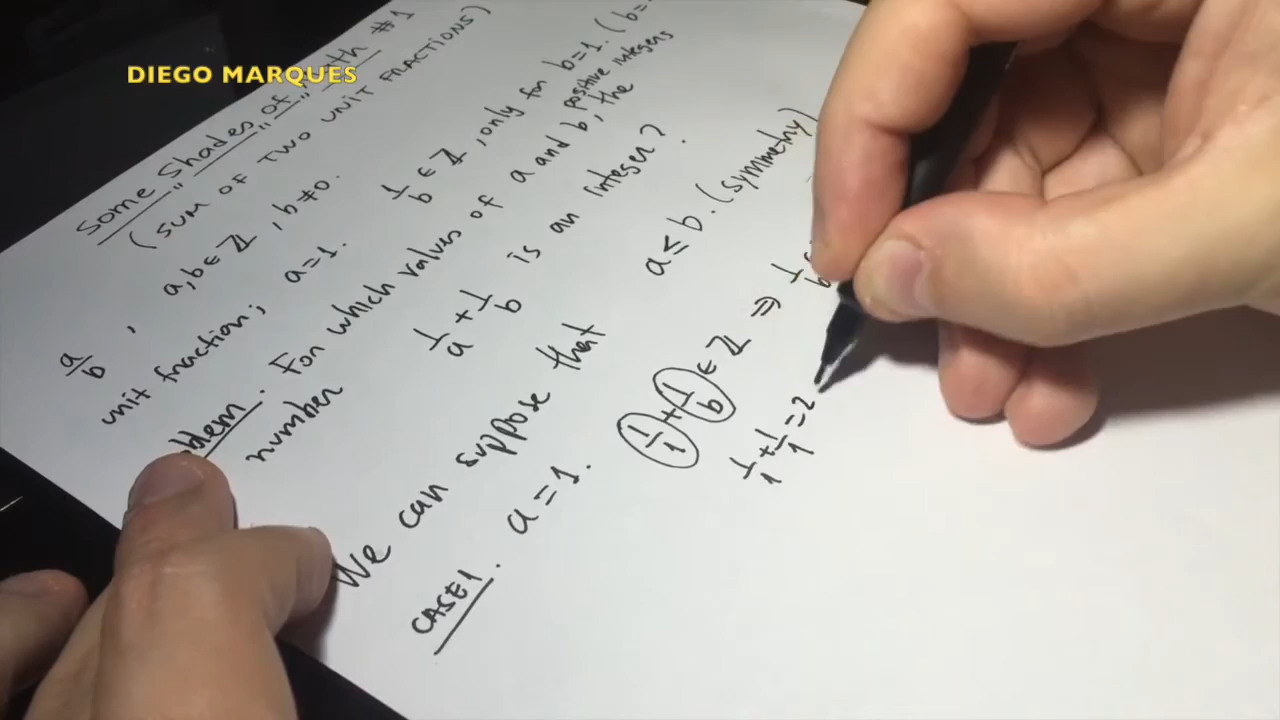 DIEGO MARQUES
"Some Shades of Math" #1
(SUM OF TWO UNIT FRACTIONS)
a/b , a,b ∈ ℤ , b ≠ 0.
unit fraction; a = 1. 1/b ∈ ℤ, only for b = 1. (b =
blem. For which values of a and b, positive integers the
number 1/a + 1/b is an integer?
We can suppose that a ≤ b. (symmetry)
CASE 1. a = 1. 1/1 + 1/b ∈ ℤ ⇒ 1/b
1/1 + 1/1 = 2